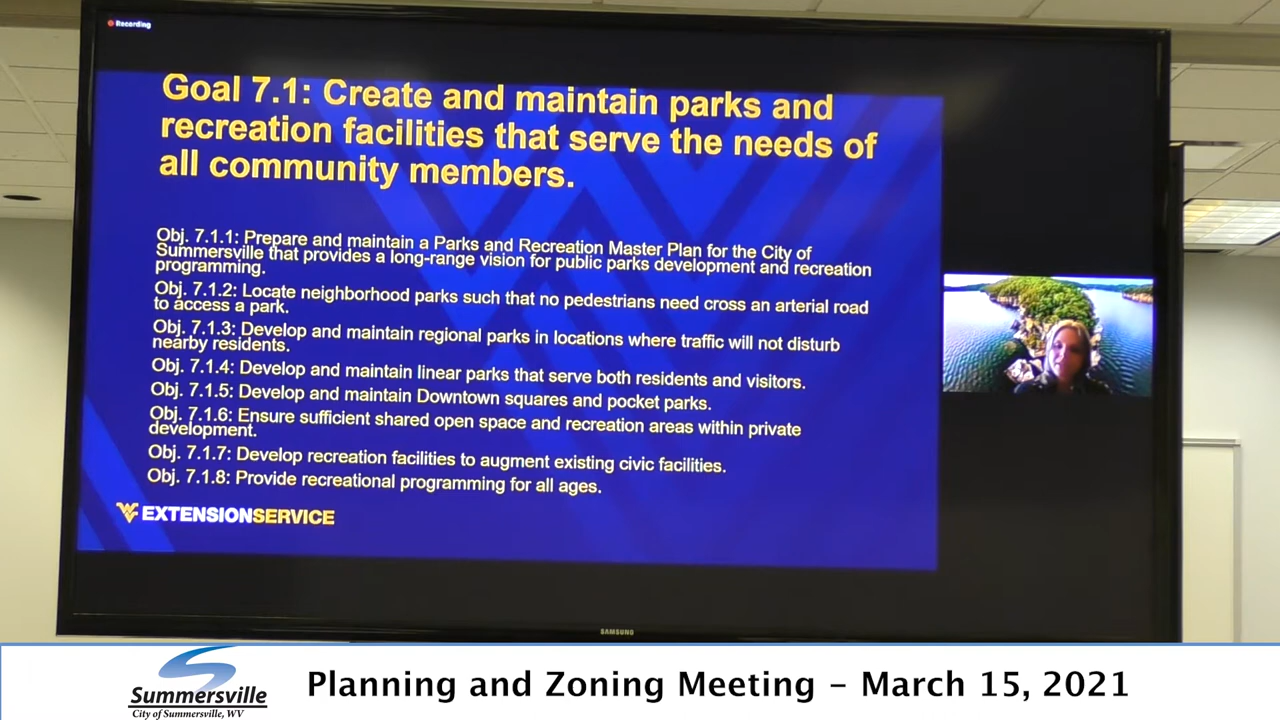 Recording
Goal 7.1: Create and maintain parks and
recreation facilities that serve the needs of
all community members.
Obj. 7.1.1: Prepare and maintain a Parks and Recreation Master Plan for the City of
Summersville that provides a long-range vision for public parks development and recreation
programming.
Obj. 7.1.2: Locate neighborhood parks such that no pedestrians need cross an arterial road
to access a park.
Obj. 7.1.3: Develop and maintain regional parks in locations where traffic will not disturb
nearby residents.
Obj. 7.1.4: Develop and maintain linear parks that serve both residents and visitors.
Obj. 7.1.5: Develop and maintain Downtown squares and pocket parks.
Obj. 7.1.6: Ensure sufficient shared open space and recreation areas within private
development.
Obj. 7.1.7: Develop recreation facilities to augment existing civic facilities.
Obj. 7.1.8: Provide recreational programming for all ages.
WV EXTENSIONSERVICE
SAMSUNG
Summersville
City of Summersville, WV
Planning and Zoning Meeting – March 15, 2021